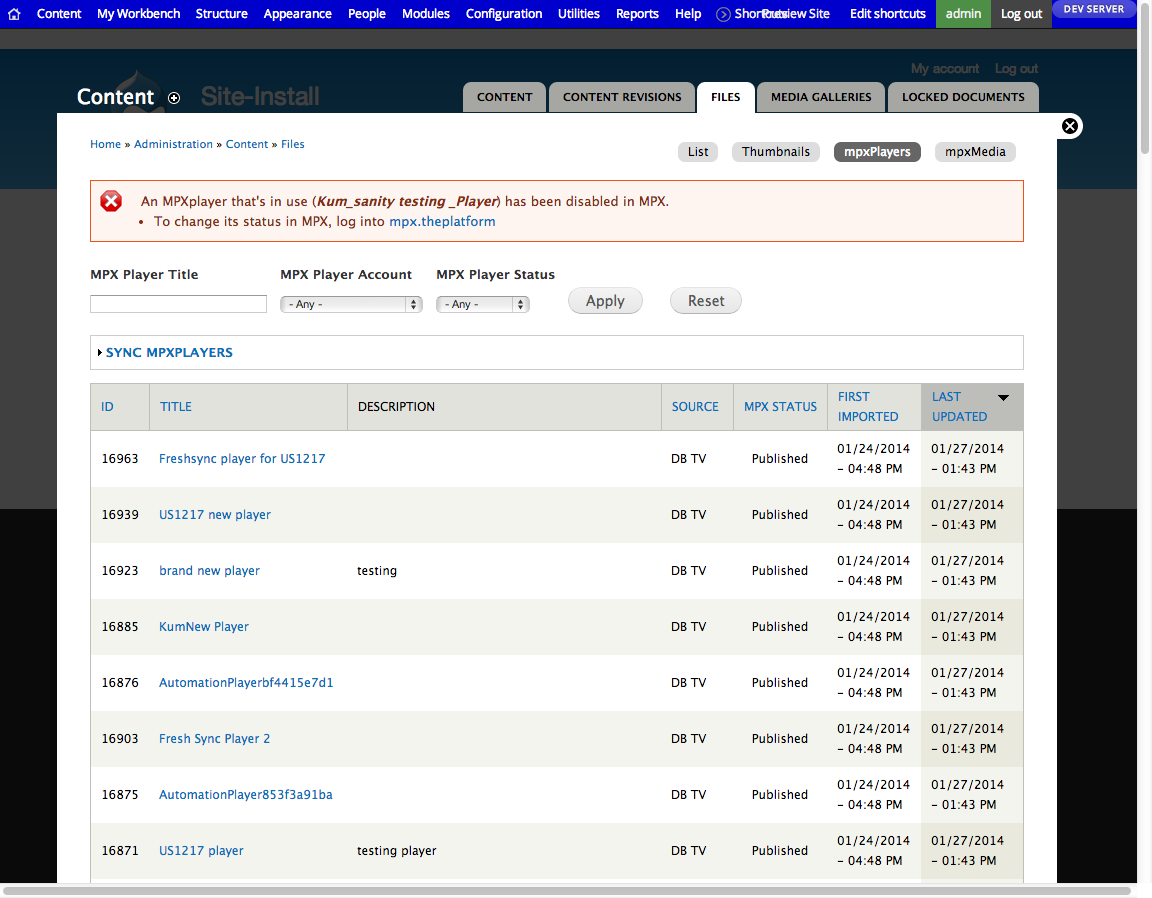 Content My Workbench Structure Appearance People Modules Configuration Utilities Reports Help Shortcuts Preview Site Edit shortcuts admin Log out DEV SERVER
My account Log out
Content Site-Install
CONTENT CONTENT REVISIONS FILES MEDIA GALLERIES LOCKED DOCUMENTS
Home » Administration » Content » Files
List Thumbnails mpxPlayers mpxMedia
An MPXplayer that's in use (Kum_sanity testing _Player) has been disabled in MPX.
• To change its status in MPX, log into mpx.theplatform
MPX Player Title MPX Player Account MPX Player Status
- Any - - Any - Apply Reset
SYNC MPXPLAYERS
ID TITLE DESCRIPTION SOURCE MPX STATUS FIRST IMPORTED LAST UPDATED
16963 Freshsync player for US1217 DB TV Published 01/24/2014 – 04:48 PM 01/27/2014 – 01:43 PM
16939 US1217 new player DB TV Published 01/24/2014 – 04:48 PM 01/27/2014 – 01:43 PM
16923 brand new player testing DB TV Published 01/24/2014 – 04:48 PM 01/27/2014 – 01:43 PM
16885 KumNew Player DB TV Published 01/24/2014 – 04:48 PM 01/27/2014 – 01:43 PM
16876 AutomationPlayerbf4415e7d1 DB TV Published 01/24/2014 – 04:48 PM 01/27/2014 – 01:43 PM
16903 Fresh Sync Player 2 DB TV Published 01/24/2014 – 04:48 PM 01/27/2014 – 01:43 PM
16875 AutomationPlayer853f3a91ba DB TV Published 01/24/2014 – 04:48 PM 01/27/2014 – 01:43 PM
16871 US1217 player testing player DB TV Published 01/24/2014 – 04:48 PM 01/27/2014 – 01:43 PM